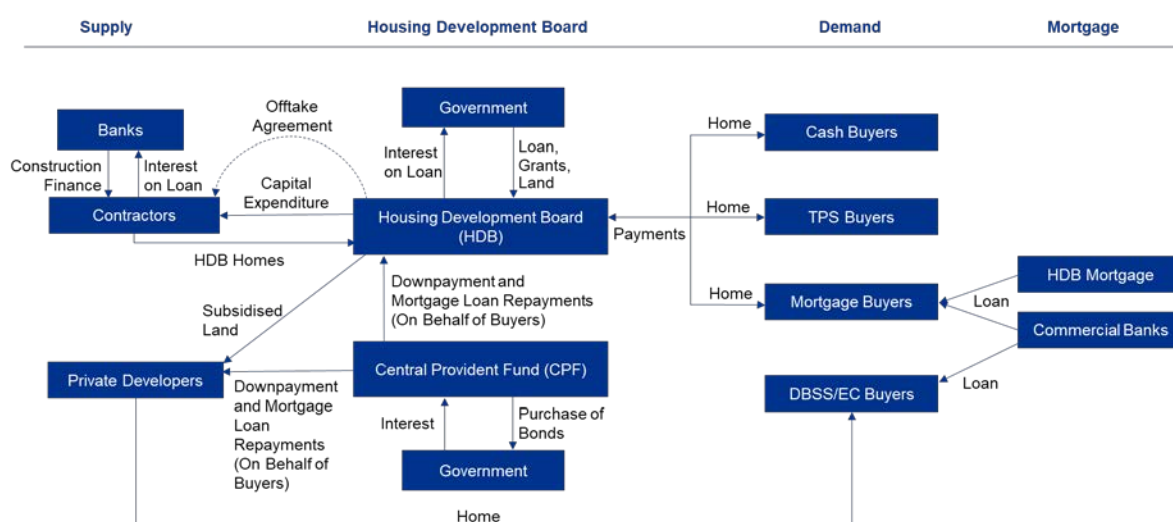 Supply
Housing Development Board
Demand
Mortgage
Banks
Offtake
Agreement
Government
Home
Cash Buyers
Construction
Finance
Interest
on Loan
Interest
on Loan
Loan,
Grants,
Land
Contractors
Capital
Expenditure
Housing Development Board
(HDB)
Payments
Home
TPS Buyers
HDB Homes
Downpayment and
Mortgage Loan Repayments
(On Behalf of Buyers)
Home
Mortgage Buyers
Loan
HDB Mortgage
Commercial Banks
Subsidised
Land
Private Developers
Central Provident Fund (CPF)
DBSS/EC Buyers
Loan
Downpayment
and Mortgage
Loan
Repayments
(On Behalf of
Buyers)
Interest
Purchase of
Bonds
Government
Home